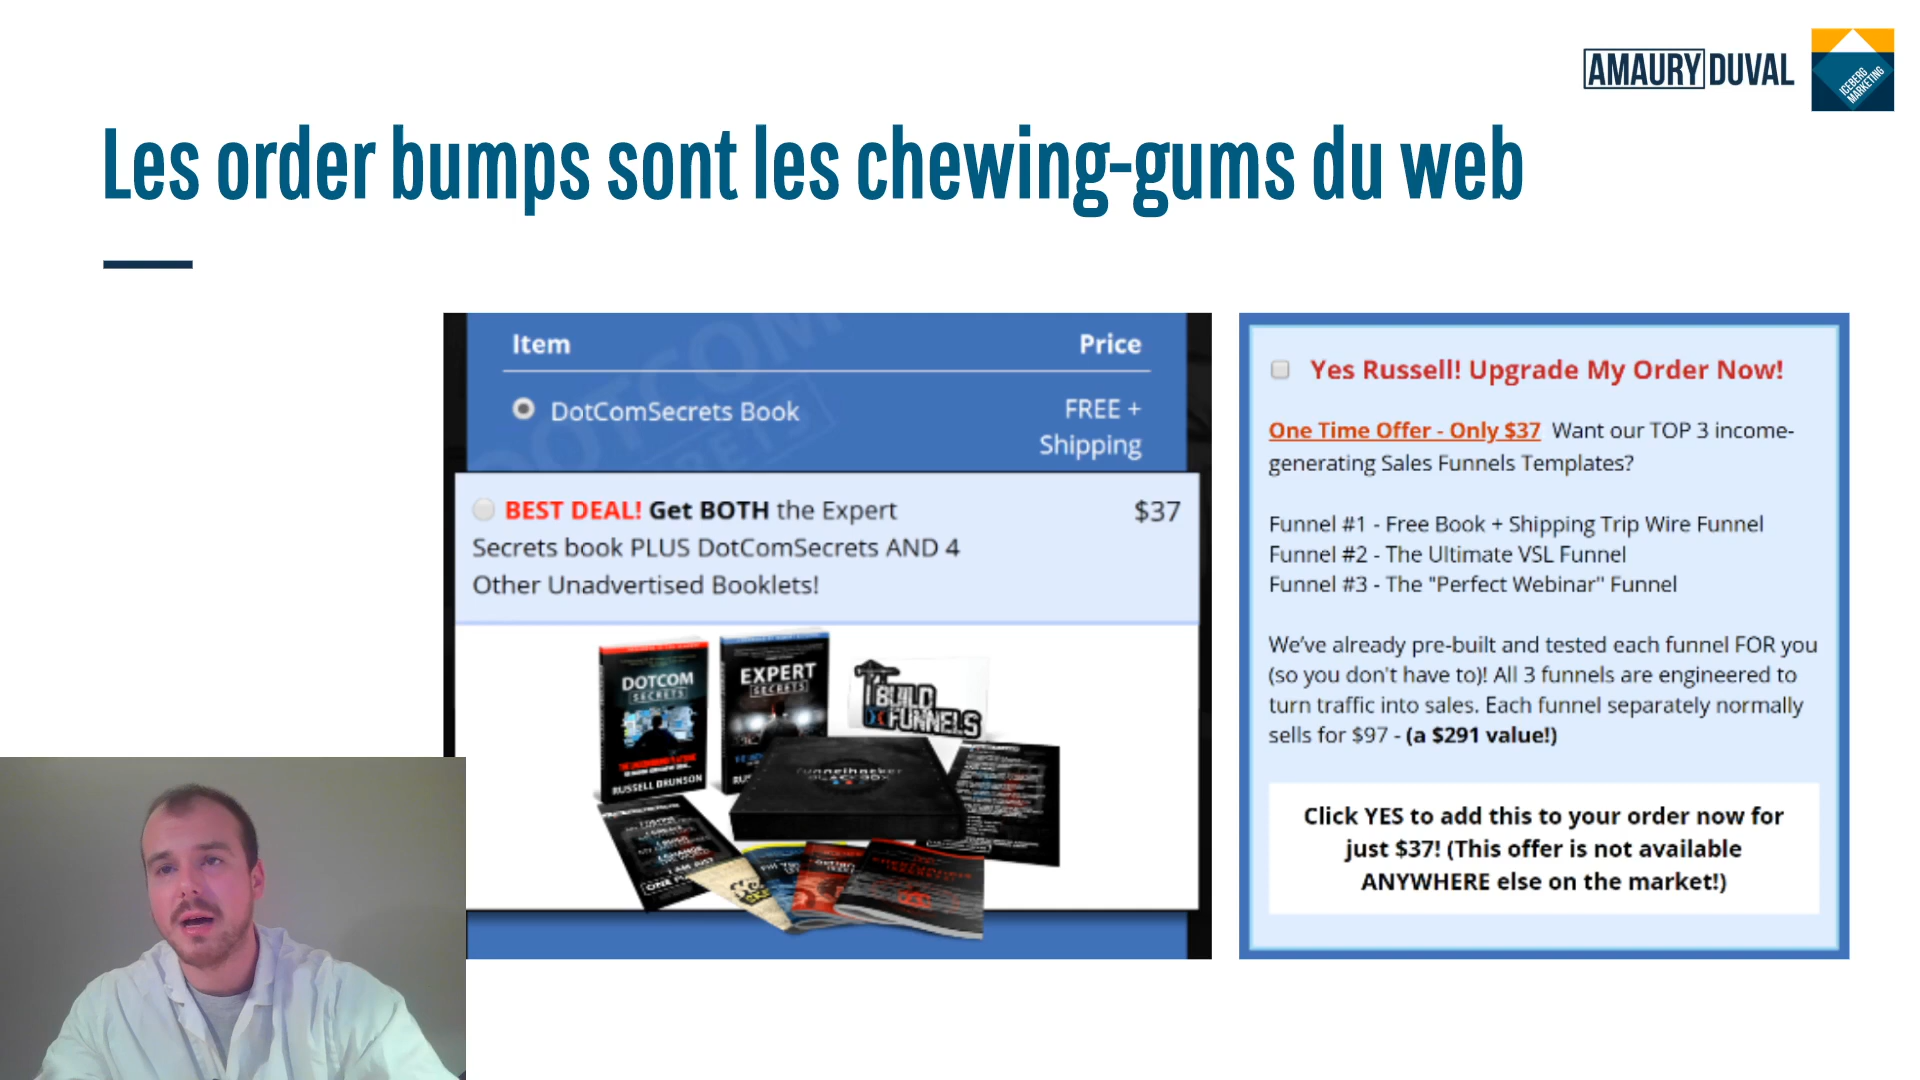 AMAURY DUVAL
ICEBERG
MARKETING
Les order bumps sont les chewing-gums du web
Item Price
DotComSecrets Book FREE +
Shipping
BEST DEAL! Get BOTH the Expert $37
Secrets book PLUS DotComSecrets AND 4
Other Unadvertised Booklets!
DOTCOM
SECRETS
RUSSELL BRUNSON
EXPERT
SECRETS
I BUILD
FUNNELS
Yes Russell! Upgrade My Order Now!
One Time Offer - Only $37 Want our TOP 3 income-
generating Sales Funnels Templates?
Funnel #1 - Free Book + Shipping Trip Wire Funnel
Funnel #2 - The Ultimate VSL Funnel
Funnel #3 - The "Perfect Webinar" Funnel
We've already pre-built and tested each funnel FOR you
(so you don't have to)! All 3 funnels are engineered to
turn traffic into sales. Each funnel separately normally
sells for $97 - (a $291 value!)
Click YES to add this to your order now for
just $37! (This offer is not available
ANYWHERE else on the market!)